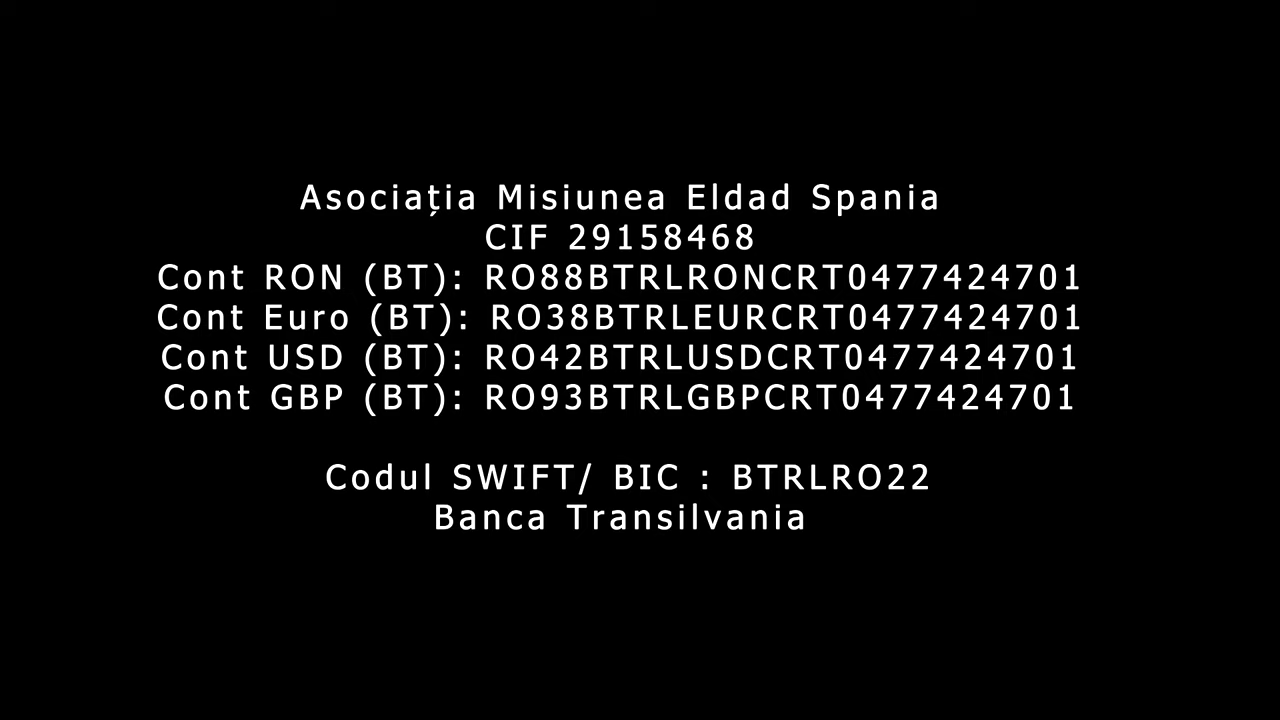 Asociația Misiunea Eldad Spania
CIF 29158468
Cont RON (BT): RO88BTRLRONCRT0477424701
Cont Euro (BT): RO38BTRLEURCRT0477424701
Cont USD (BT): RO42BTRLUSDCRT0477424701
Cont GBP (BT): RO93BTRLGBPCRT0477424701
Codul SWIFT/ BIC : BTRLRO22
Banca Transilvania